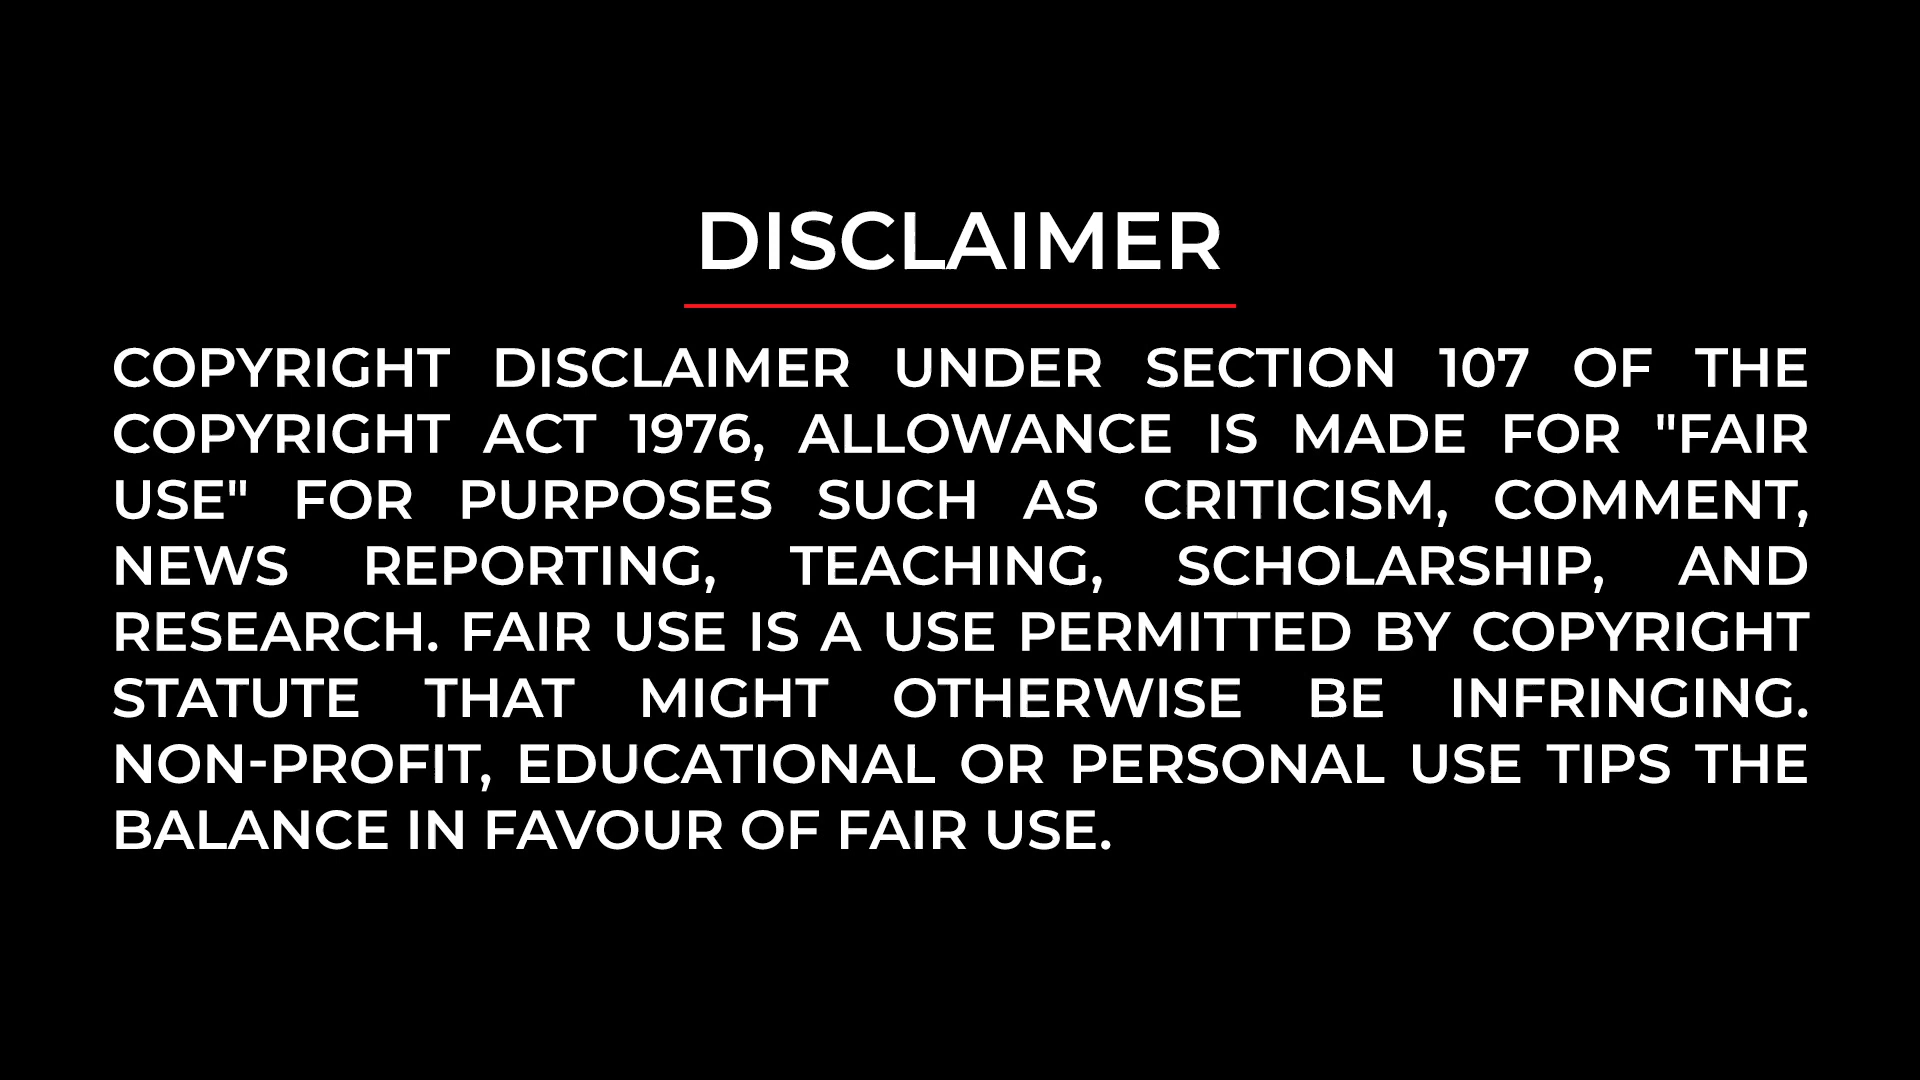 DISCLAIMER
COPYRIGHT DISCLAIMER UNDER SECTION 107 OF THE
COPYRIGHT ACT 1976, ALLOWANCE IS MADE FOR "FAIR
USE" FOR PURPOSES SUCH AS CRITICISM, COMMENT,
NEWS REPORTING, TEACHING, SCHOLARSHIP, AND
RESEARCH. FAIR USE IS A USE PERMITTED BY COPYRIGHT
STATUTE THAT MIGHT OTHERWISE BE INFRINGING.
NON-PROFIT, EDUCATIONAL OR PERSONAL USE TIPS THE
BALANCE IN FAVOUR OF FAIR USE.